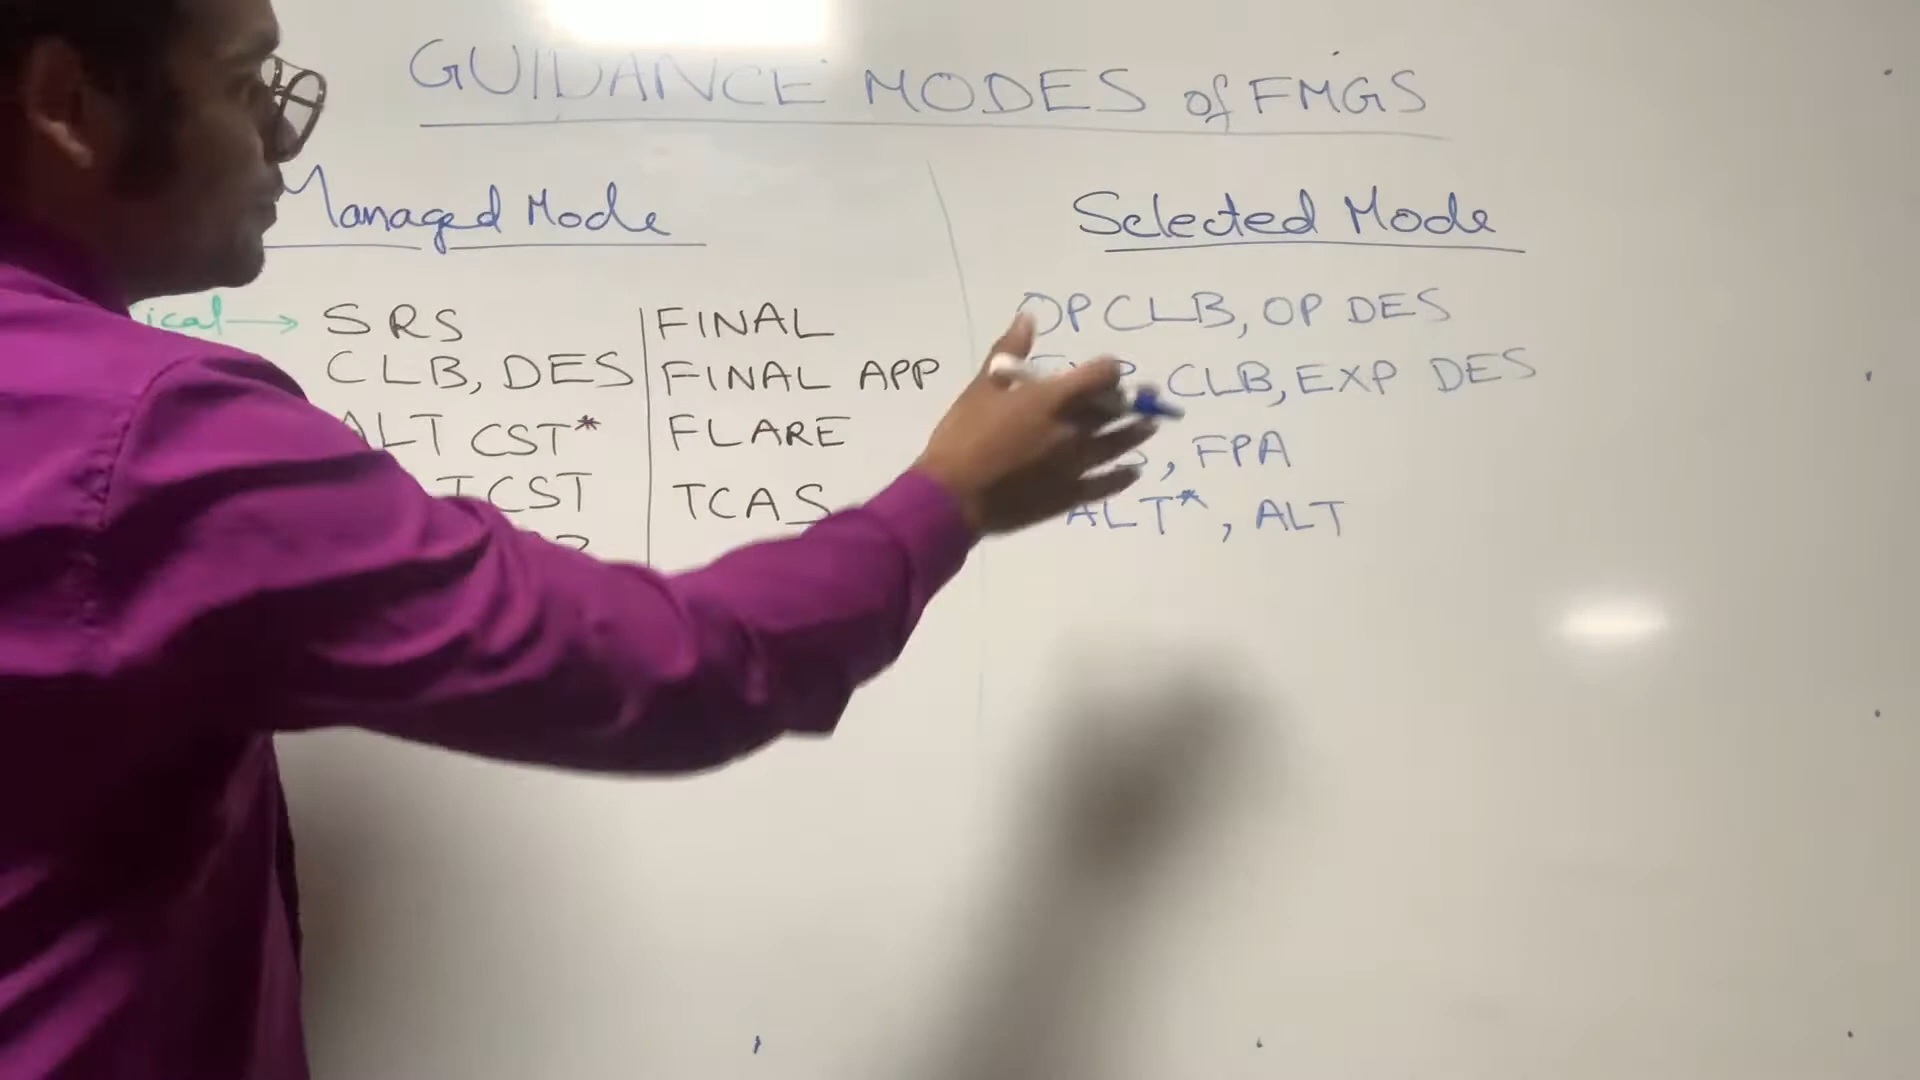 GUIDANCE MODES of FMGS
Managed Mode
SRS
CLB, DES
ALT CST*
CST
FINAL
FINAL APP
FLARE
TCAS
Selected Mode
OP CLB, OP DES
EXP CLB, EXP DES
, FPA
ALT*, ALT